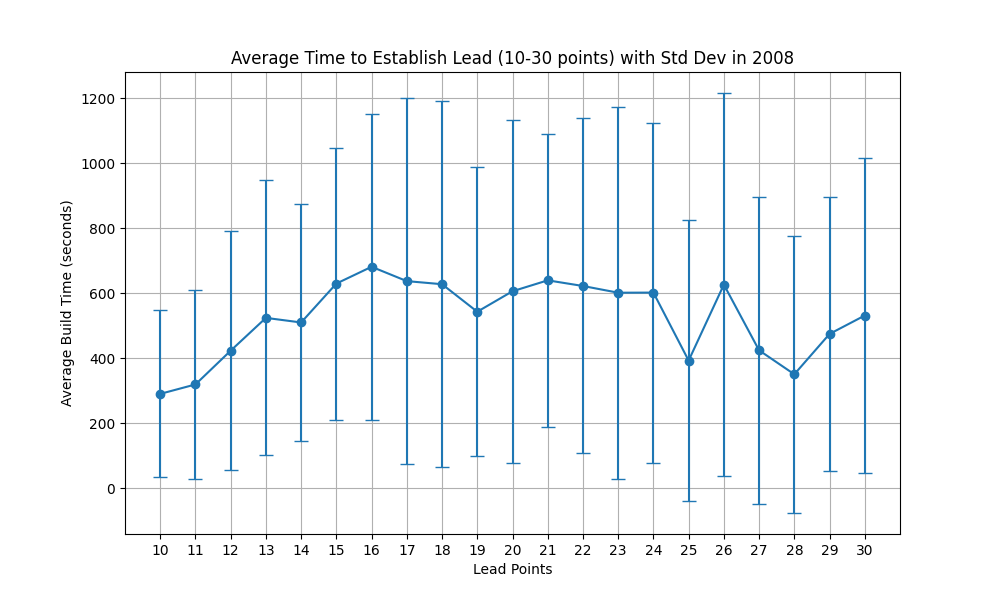 Average Time to Establish Lead (10-30 points) with Std Dev in 2008
Average Build Time (seconds)
1200
1000
800
600
400
200
0
10 11 12 13 14 15 16 17 18 19 20 21 22 23 24 25 26 27 28 29 30
Lead Points